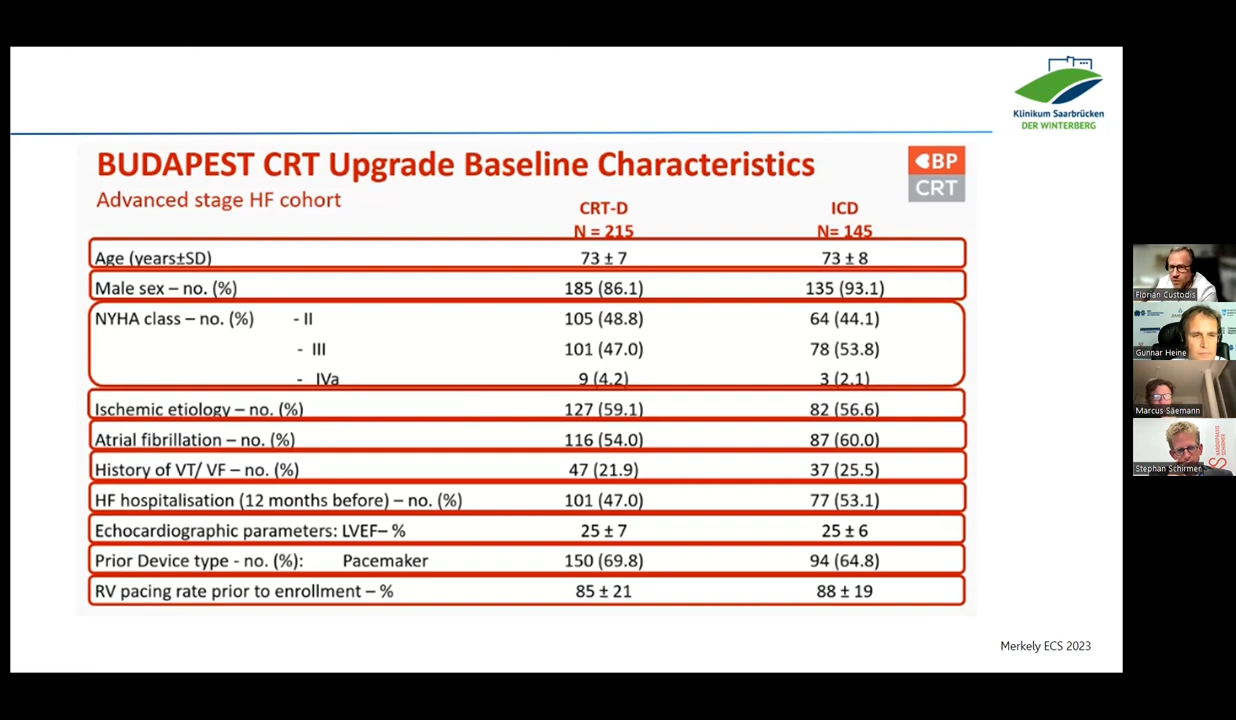 Klinikum Saarbrücken
DER WINTERBERG
BUDAPEST CRT Upgrade Baseline Characteristics
BP
CRT
Advanced stage HF cohort
CRT-D ICD
N = 215 N= 145
Age (years±SD) 73 ± 7 73 ± 8
Male sex – no. (%) 185 (86.1) 135 (93.1)
NYHA class – no. (%) - II 105 (48.8) 64 (44.1)
- III 101 (47.0) 78 (53.8)
- IVa 9 (4.2) 3 (2.1)
Ischemic etiology – no. (%) 127 (59.1) 82 (56.6)
Atrial fibrillation – no. (%) 116 (54.0) 87 (60.0)
History of VT/ VF – no. (%) 47 (21.9) 37 (25.5)
HF hospitalisation (12 months before) – no. (%) 101 (47.0) 77 (53.1)
Echocardiographic parameters: LVEF– % 25 ± 7 25 ± 6
Prior Device type - no. (%): Pacemaker 150 (69.8) 94 (64.8)
RV pacing rate prior to enrollment – % 85 ± 21 88 ± 19
Merkely ECS 2023
Florian Custodis
Gunnar Heine
Marcus Säemann
Stephan Schirmer